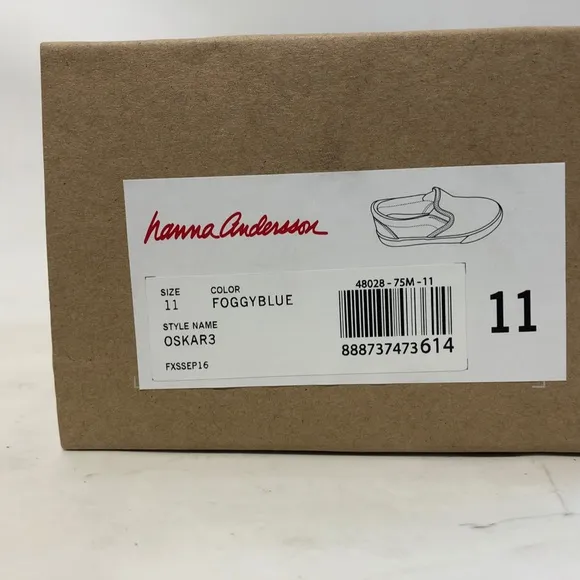 hanna andersson
SIZE COLOR
11 FOGGYBLUE
STYLE NAME
OSKAR3
FXSSEP16
48028-75M-11
888737473614
11